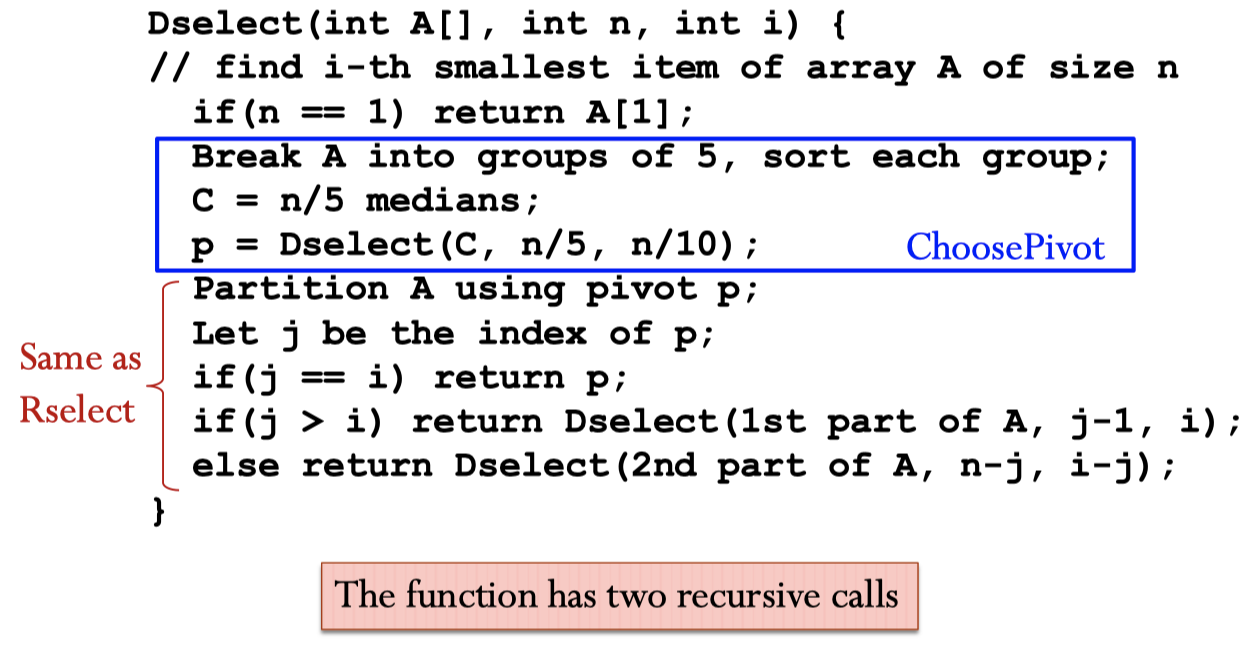 Dselect(int A[], int n, int i) {
// find i-th smallest item of array A of size n
if(n == 1) return A[1];
Break A into groups of 5, sort each group;
C = n/5 medians;
p = Dselect(C, n/5, n/10);
ChoosePivot
Partition A using pivot p;
Let j be the index of p;
Same as
Rselect
if(j == i) return p;
if(j > i) return Dselect(1st part of A, j-1, i);
else return Dselect(2nd part of A, n-j, i-j);
}
The function has two recursive calls